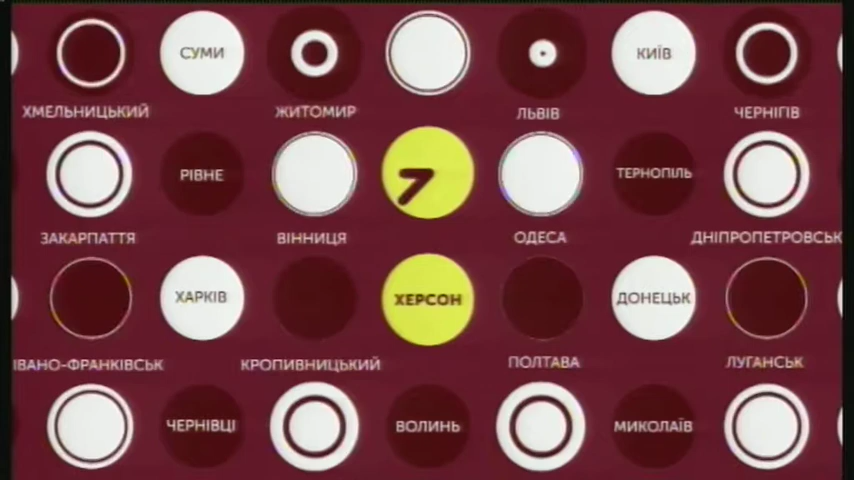 СУМИ
КИЇВ
ХМЕЛЬНИЦЬКИЙ
ЖИТОМИР
ЛЬВІВ
ЧЕРНІГІВ
РІВНЕ
ТЕРНОПІЛЬ
ЗАКАРПАТТЯ
ВІННИЦЯ
ОДЕСА
ДНІПРОПЕТРОВСЬК
ХАРКІВ
ХЕРСОН
ДОНЕЦЬК
ІВАНО-ФРАНКІВСЬК
КРОПИВНИЦЬКИЙ
ПОЛТАВА
ЛУГАНСЬК
ЧЕРНІВЦІ
ВОЛИНЬ
МИКОЛАЇВ